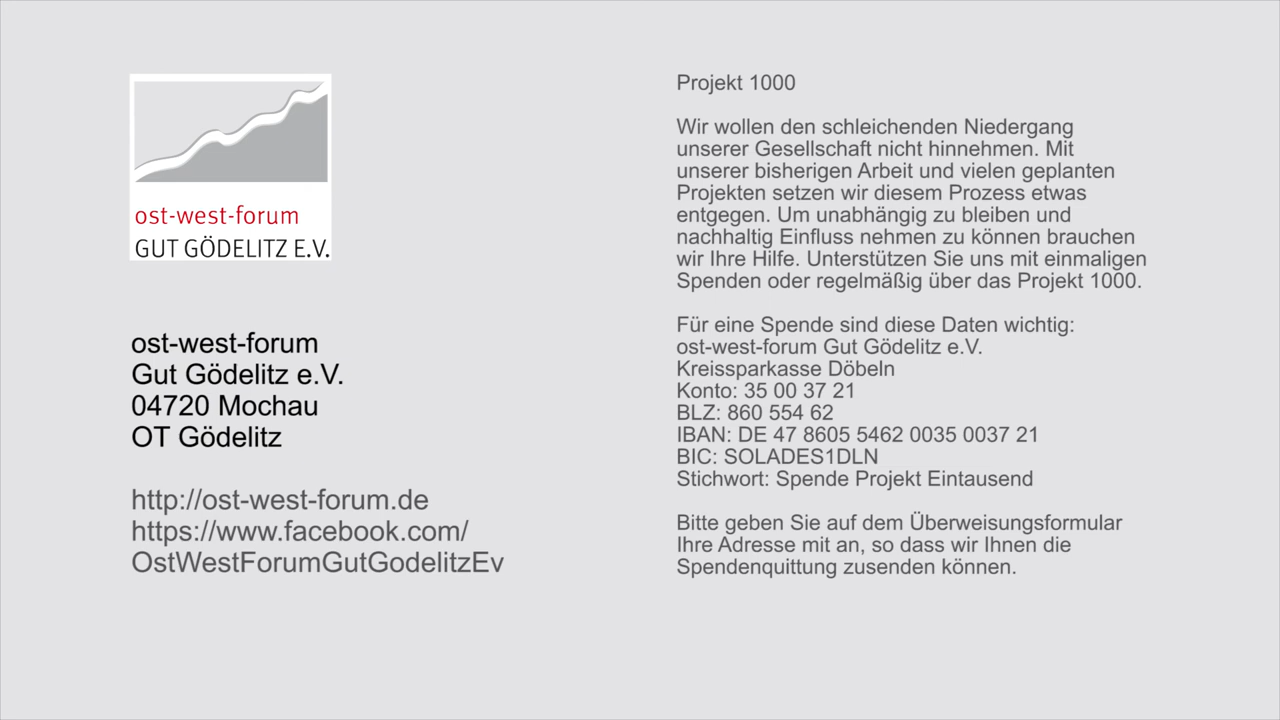 ost-west-forum
GUT GÖDELITZ E.V.
ost-west-forum
Gut Gödelitz e.V.
04720 Mochau
OT Gödelitz
http://ost-west-forum.de
https://www.facebook.com/
OstWestForumGutGodelitzEv
Projekt 1000
Wir wollen den schleichenden Niedergang
unserer Gesellschaft nicht hinnehmen. Mit
unserer bisherigen Arbeit und vielen geplanten
Projekten setzen wir diesem Prozess etwas
entgegen. Um unabhängig zu bleiben und
nachhaltig Einfluss nehmen zu können brauchen
wir Ihre Hilfe. Unterstützen Sie uns mit einmaligen
Spenden oder regelmäßig über das Projekt 1000.
Für eine Spende sind diese Daten wichtig:
ost-west-forum Gut Gödelitz e.V.
Kreissparkasse Döbeln
Konto: 35 00 37 21
BLZ: 860 554 62
IBAN: DE 47 8605 5462 0035 0037 21
BIC: SOLADES1DLN
Stichwort: Spende Projekt Eintausend
Bitte geben Sie auf dem Überweisungsformular
Ihre Adresse mit an, so dass wir Ihnen die
Spendenquittung zusenden können.